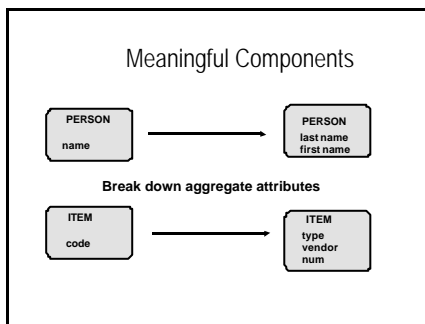 Meaningful Components
PERSON
name
PERSON
last name
first name
Break down aggregate attributes
ITEM
code
ITEM
type
vendor
num